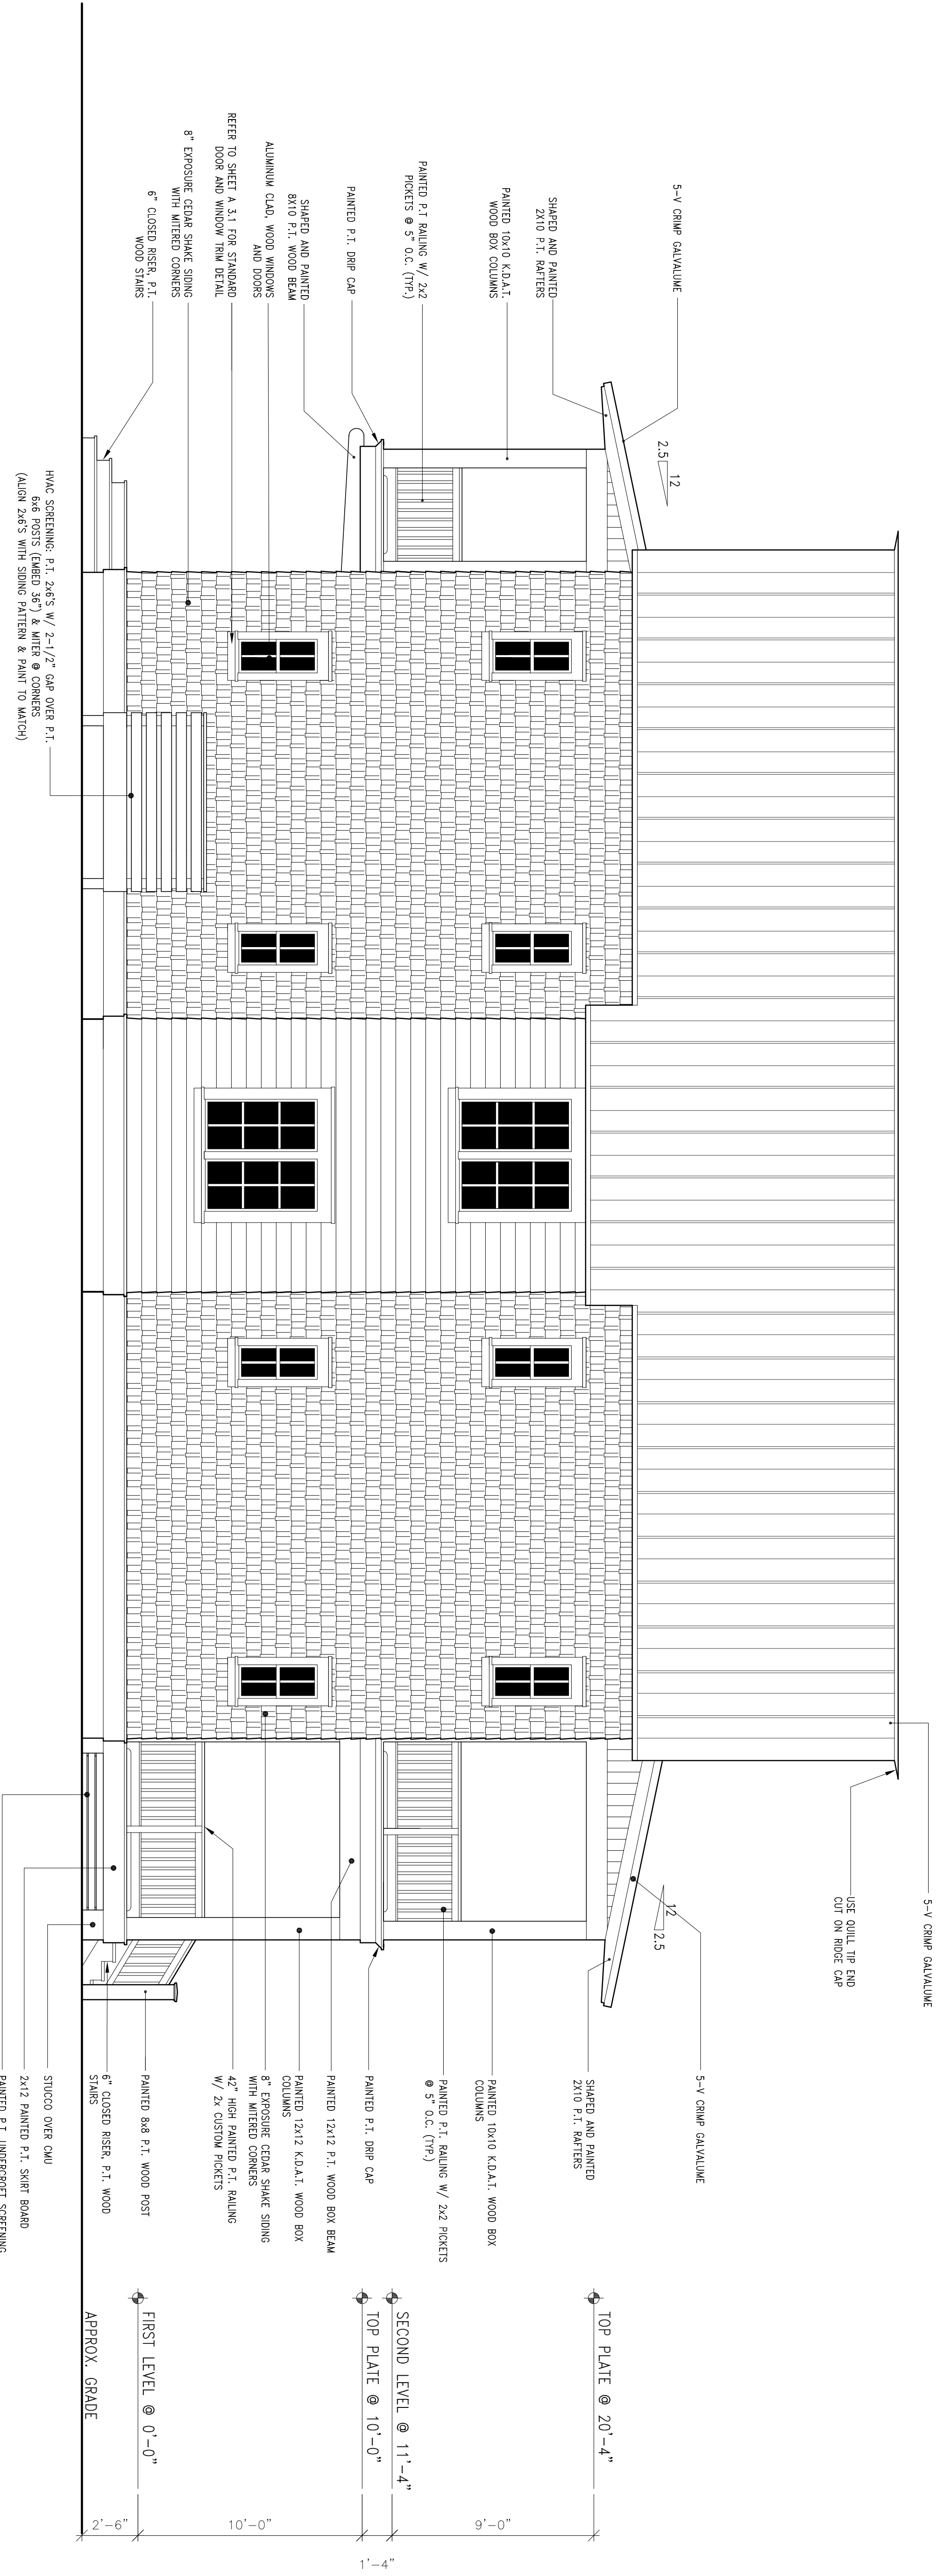 5-V CRIMP GALVALUME
SHAPED AND PAINTED
2X10 P.T. RAFTERS
PAINTED 10x10 K.D.A.T.
WOOD BOX COLUMNS
PAINTED P.T RAILING W/ 2x2
PICKETS @ 5" O.C. (TYP.)
PAINTED P.T. DRIP CAP
SHAPED AND PAINTED
8X10 P.T. WOOD BEAM
ALUMINUM CLAD, WOOD WINDOWS
AND DOORS
REFER TO SHEET A 3.1 FOR STANDARD
DOOR AND WINDOW TRIM DETAIL
8" EXPOSURE CEDAR SHAKE SIDING
WITH MITERED CORNERS
6" CLOSED RISER, P.T.
WOOD STAIRS
12
2.5
HVAC SCREENING: P.T. 2x6'S W/ 2-1/2" GAP OVER P.T.
6x6 POSTS (EMBED 36") & MITER @ CORNERS
(ALIGN 2x6'S WITH SIDING PATTERN & PAINT TO MATCH)
5-V CRIMP GALVALUME
USE QUILL TIP END
CUT ON RIDGE CAP
12
2.5
5-V CRIMP GALVALUME
SHAPED AND PAINTED
2X10 P.T. RAFTERS
PAINTED 10x10 K.D.A.T. WOOD BOX
COLUMNS
PAINTED P.T. RAILING W/ 2x2 PICKETS
@ 5" O.C. (TYP.)
PAINTED P.T. DRIP CAP
PAINTED 12x12 P.T. WOOD BOX BEAM
PAINTED 12x12 K.D.A.T. WOOD BOX
COLUMNS
8" EXPOSURE CEDAR SHAKE SIDING
WITH MITERED CORNERS
42" HIGH PAINTED P.T. RAILING
W/ 2x CUSTOM PICKETS
PAINTED 8x8 P.T. WOOD POST
6" CLOSED RISER, P.T. WOOD
STAIRS
STUCCO OVER CMU
2x12 PAINTED P.T. SKIRT BOARD
PAINTED P.T. UNDERCROFT SCREENING
TOP PLATE @ 20'-4"
SECOND LEVEL @ 11'-4"
TOP PLATE @ 10'-0"
FIRST LEVEL @ 0'-0"
APPROX. GRADE
9'-0"
1'-4"
10'-0"
2'-6"